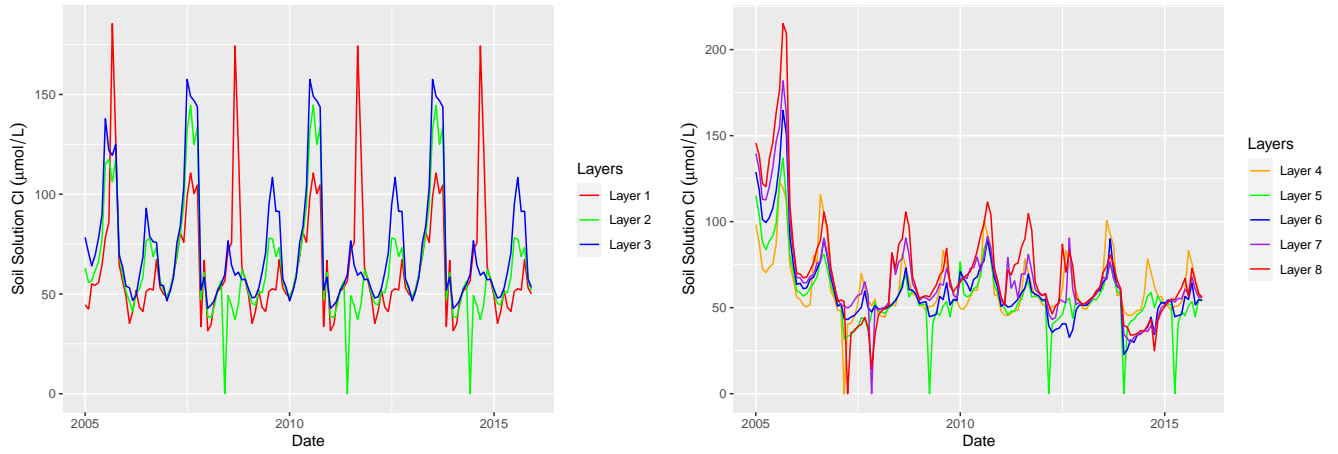 Soil Solution Cl (μmol/L)
150
100
50
0
2005
2010
2015
Date
Layers
Layer 1
Layer 2
Layer 3
Soil Solution Cl (μmol/L)
200
150
100
50
0
2005
2010
2015
Date
Layers
Layer 4
Layer 5
Layer 6
Layer 7
Layer 8